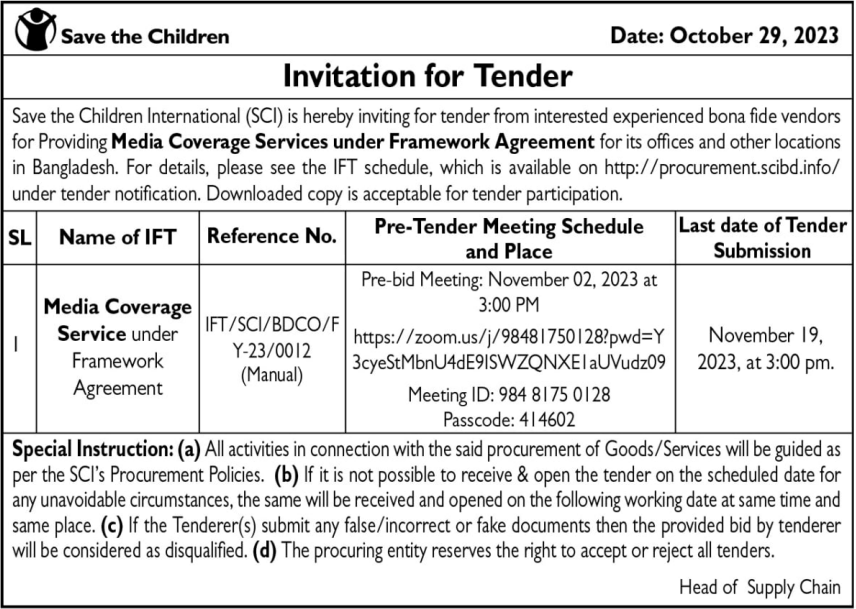 Save the Children
Date: October 29, 2023
Invitation for Tender
Save the Children International (SCI) is hereby inviting for tender from interested experienced bona fide vendors
for Providing Media Coverage Services under Framework Agreement for its offices and other locations
in Bangladesh. For details, please see the IFT schedule, which is available on http://procurement.scibd.info/
under tender notification. Downloaded copy is acceptable for tender participation.
SL
Name of IFT
Reference No.
Pre-Tender Meeting Schedule
and Place
Last date of Tender
Submission
1
Media Coverage
Service under
Framework
Agreement
IFT/SCI/BDCO/F
Y-23/0012
(Manual)
Pre-bid Meeting: November 02, 2023 at
3:00 PM
https://zoom.us/j/98481750128?pwd=Y
3cyeStMbnU4dE9ISWZQNXE1aUVudz09
Meeting ID: 984 8175 0128
Passcode: 414602
November 19,
2023, at 3:00 pm.
Special Instruction: (a) All activities in connection with the said procurement of Goods/Services will be guided as
per the SCI's Procurement Policies. (b) If it is not possible to receive & open the tender on the scheduled date for
any unavoidable circumstances, the same will be received and opened on the following working date at same time and
same place. (c) If the Tenderer(s) submit any false/incorrect or fake documents then the provided bid by tenderer
will be considered as disqualified. (d) The procuring entity reserves the right to accept or reject all tenders.
Head of Supply Chain